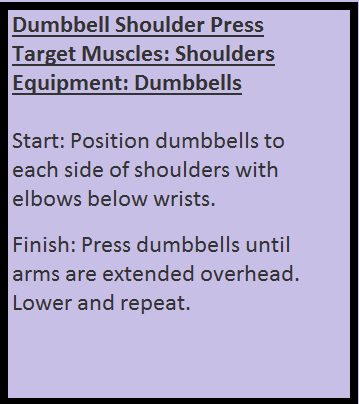 Dumbbell Shoulder Press
Target Muscles: Shoulders
Equipment: Dumbbells
Start: Position dumbbells to
each side of shoulders with
elbows below wrists.
Finish: Press dumbbells until
arms are extended overhead.
Lower and repeat.